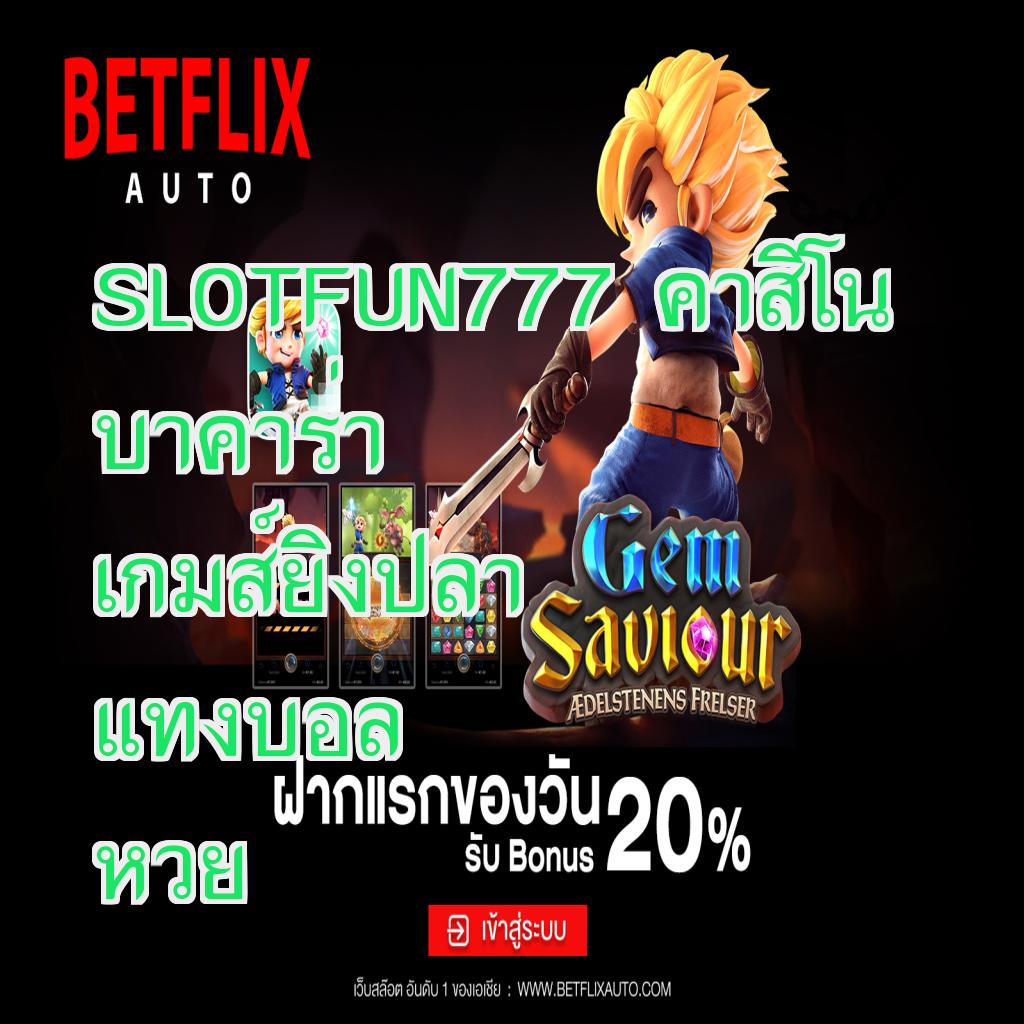 BETFLIX
AUTO
SLOTFUN777 คาสิโน
บาคาร่า
เกมส์ยิงปลา
แทงบอล
หวย
Gem
Saviour
ÆDELSTENENS FRELSER
ฝากแรกของวัน 20%
รับ Bonus
เข้าสู่ระบบ
เว็บสล๊อต อันดับ 1 ของเอเชีย : WWW.BETFLIXAUTO.COM